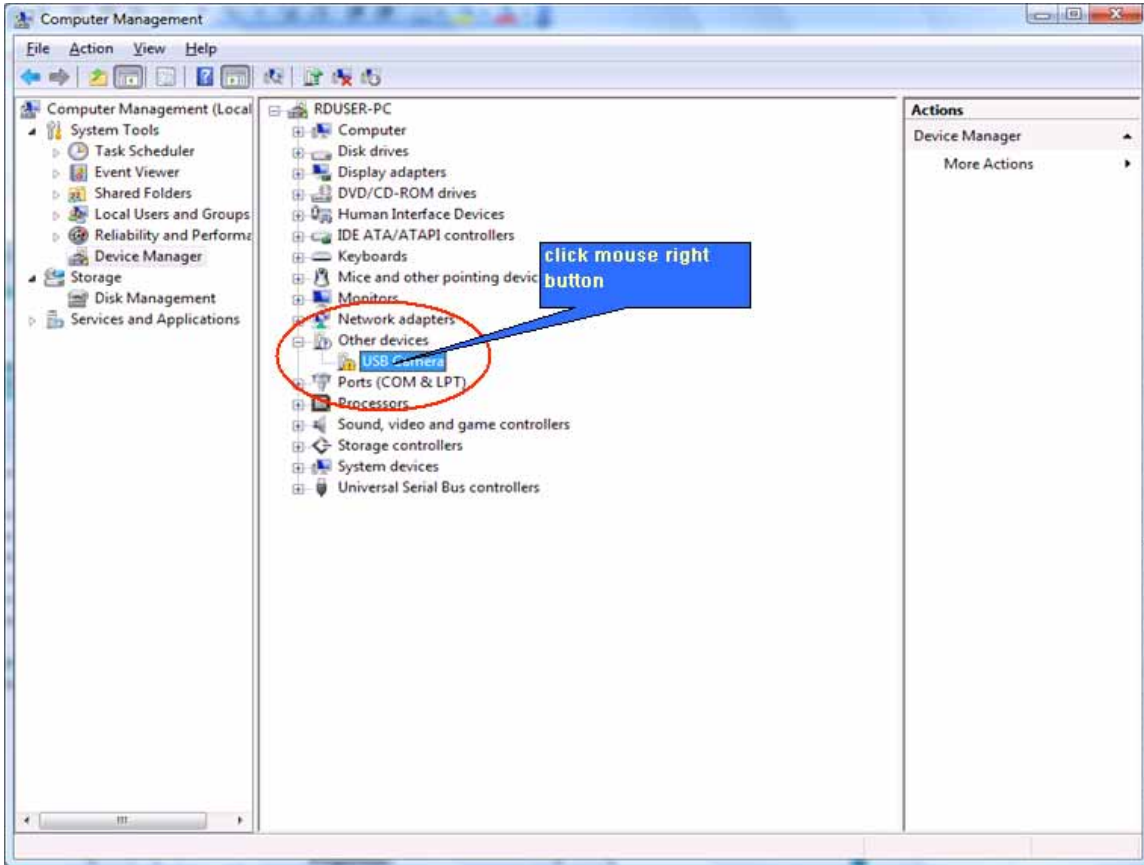 Computer Management
File Action View Help
Computer Management (Local
System Tools
Task Scheduler
Event Viewer
Shared Folders
Local Users and Groups
Reliability and Performa
Device Manager
Storage
Disk Management
Services and Applications
RDUSER-PC
Computer
Disk drives
Display adapters
DVD/CD-ROM drives
Human Interface Devices
IDE ATA/ATAPI controllers
Keyboards
Mice and other pointing devic
Monitors
Network adapters
Other devices
USB Camera
Ports (COM & LPT)
Processors
Sound, video and game controllers
Storage controllers
System devices
Universal Serial Bus controllers
click mouse right
button
Actions
Device Manager
More Actions